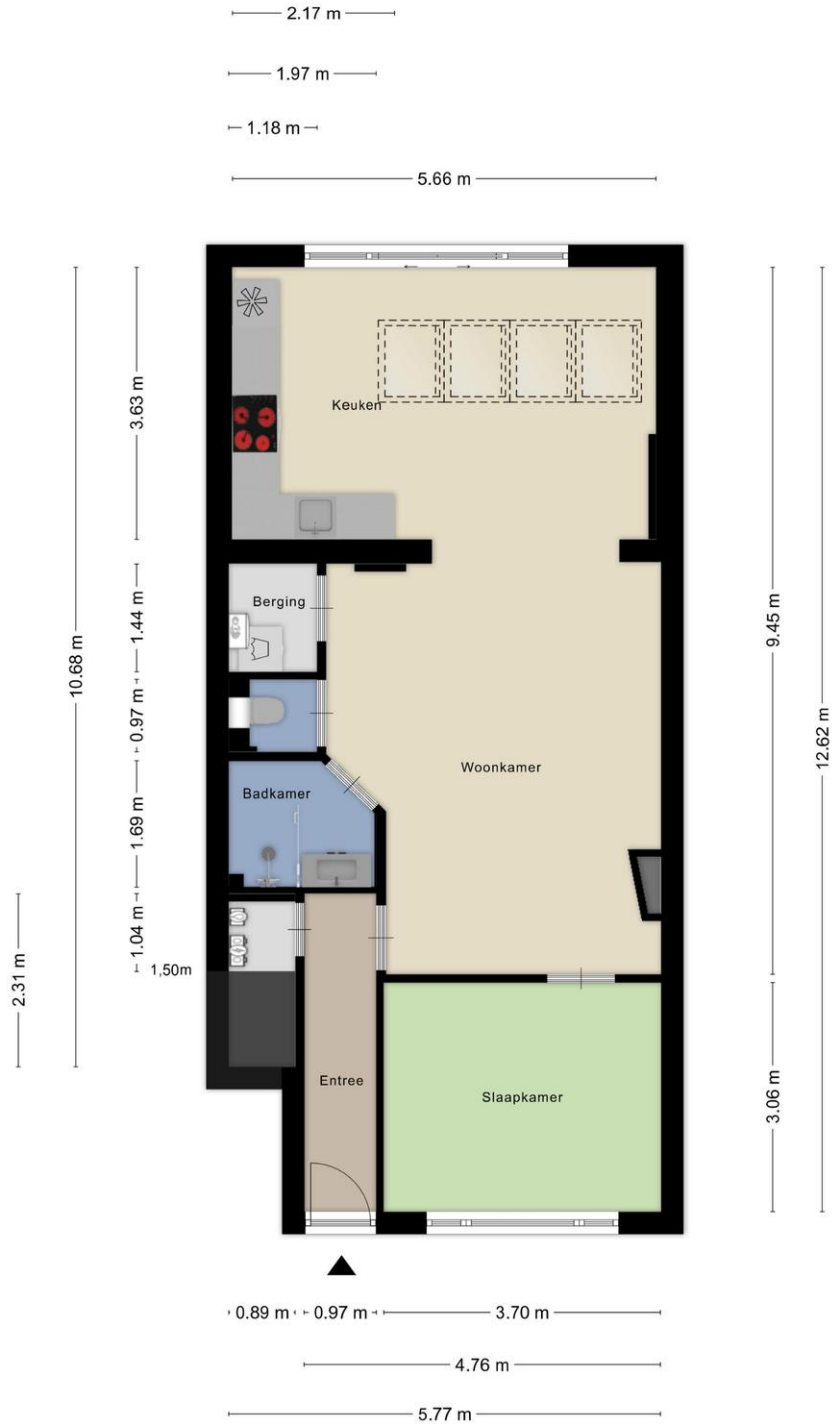 2.17 m
1.97 m
1.18 m
5.66 m
Keuken
3.63 m
Berging
1.44 m
9.45 m
10.68 m
0.97 m
12.62 m
Woonkamer
Badkamer
1.69 m
1.04 m
1,50m
2.31 m
Entree
Slaapkamer
3.06 m
0.89 m
0.97 m
3.70 m
4.76 m
5.77 m